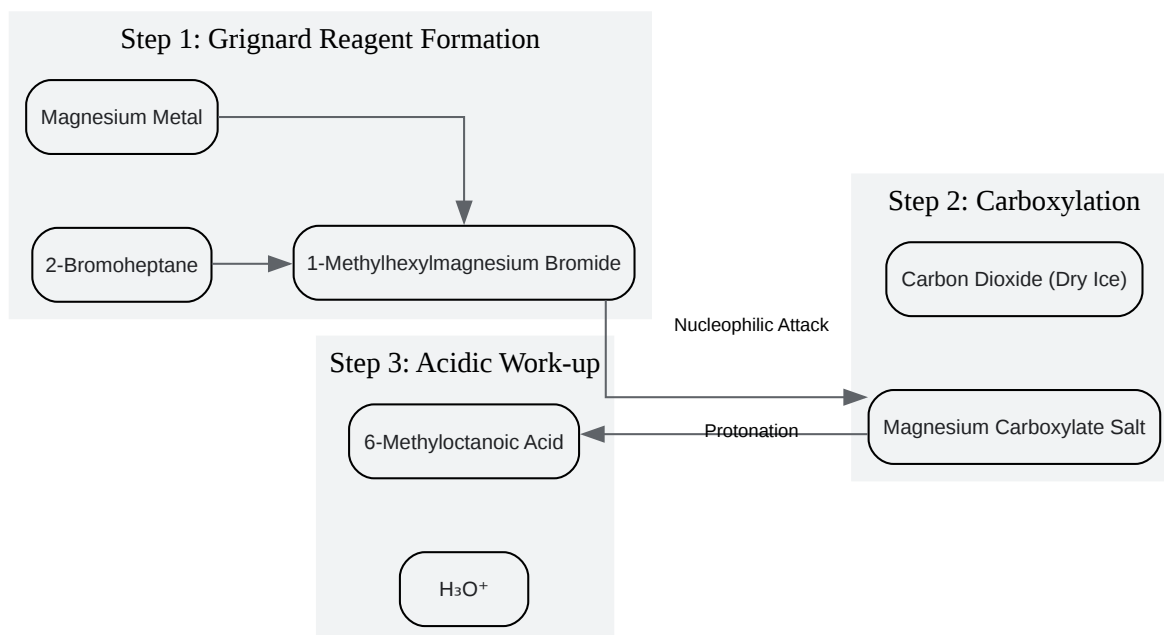 Step 1: Grignard Reagent Formation
Magnesium Metal
2-Bromoheptane
1-Methylhexylmagnesium Bromide
Step 2: Carboxylation
Carbon Dioxide (Dry Ice)
Nucleophilic Attack
Magnesium Carboxylate Salt
Protonation
Step 3: Acidic Work-up
6-Methyloctanoic Acid
H₃O⁺